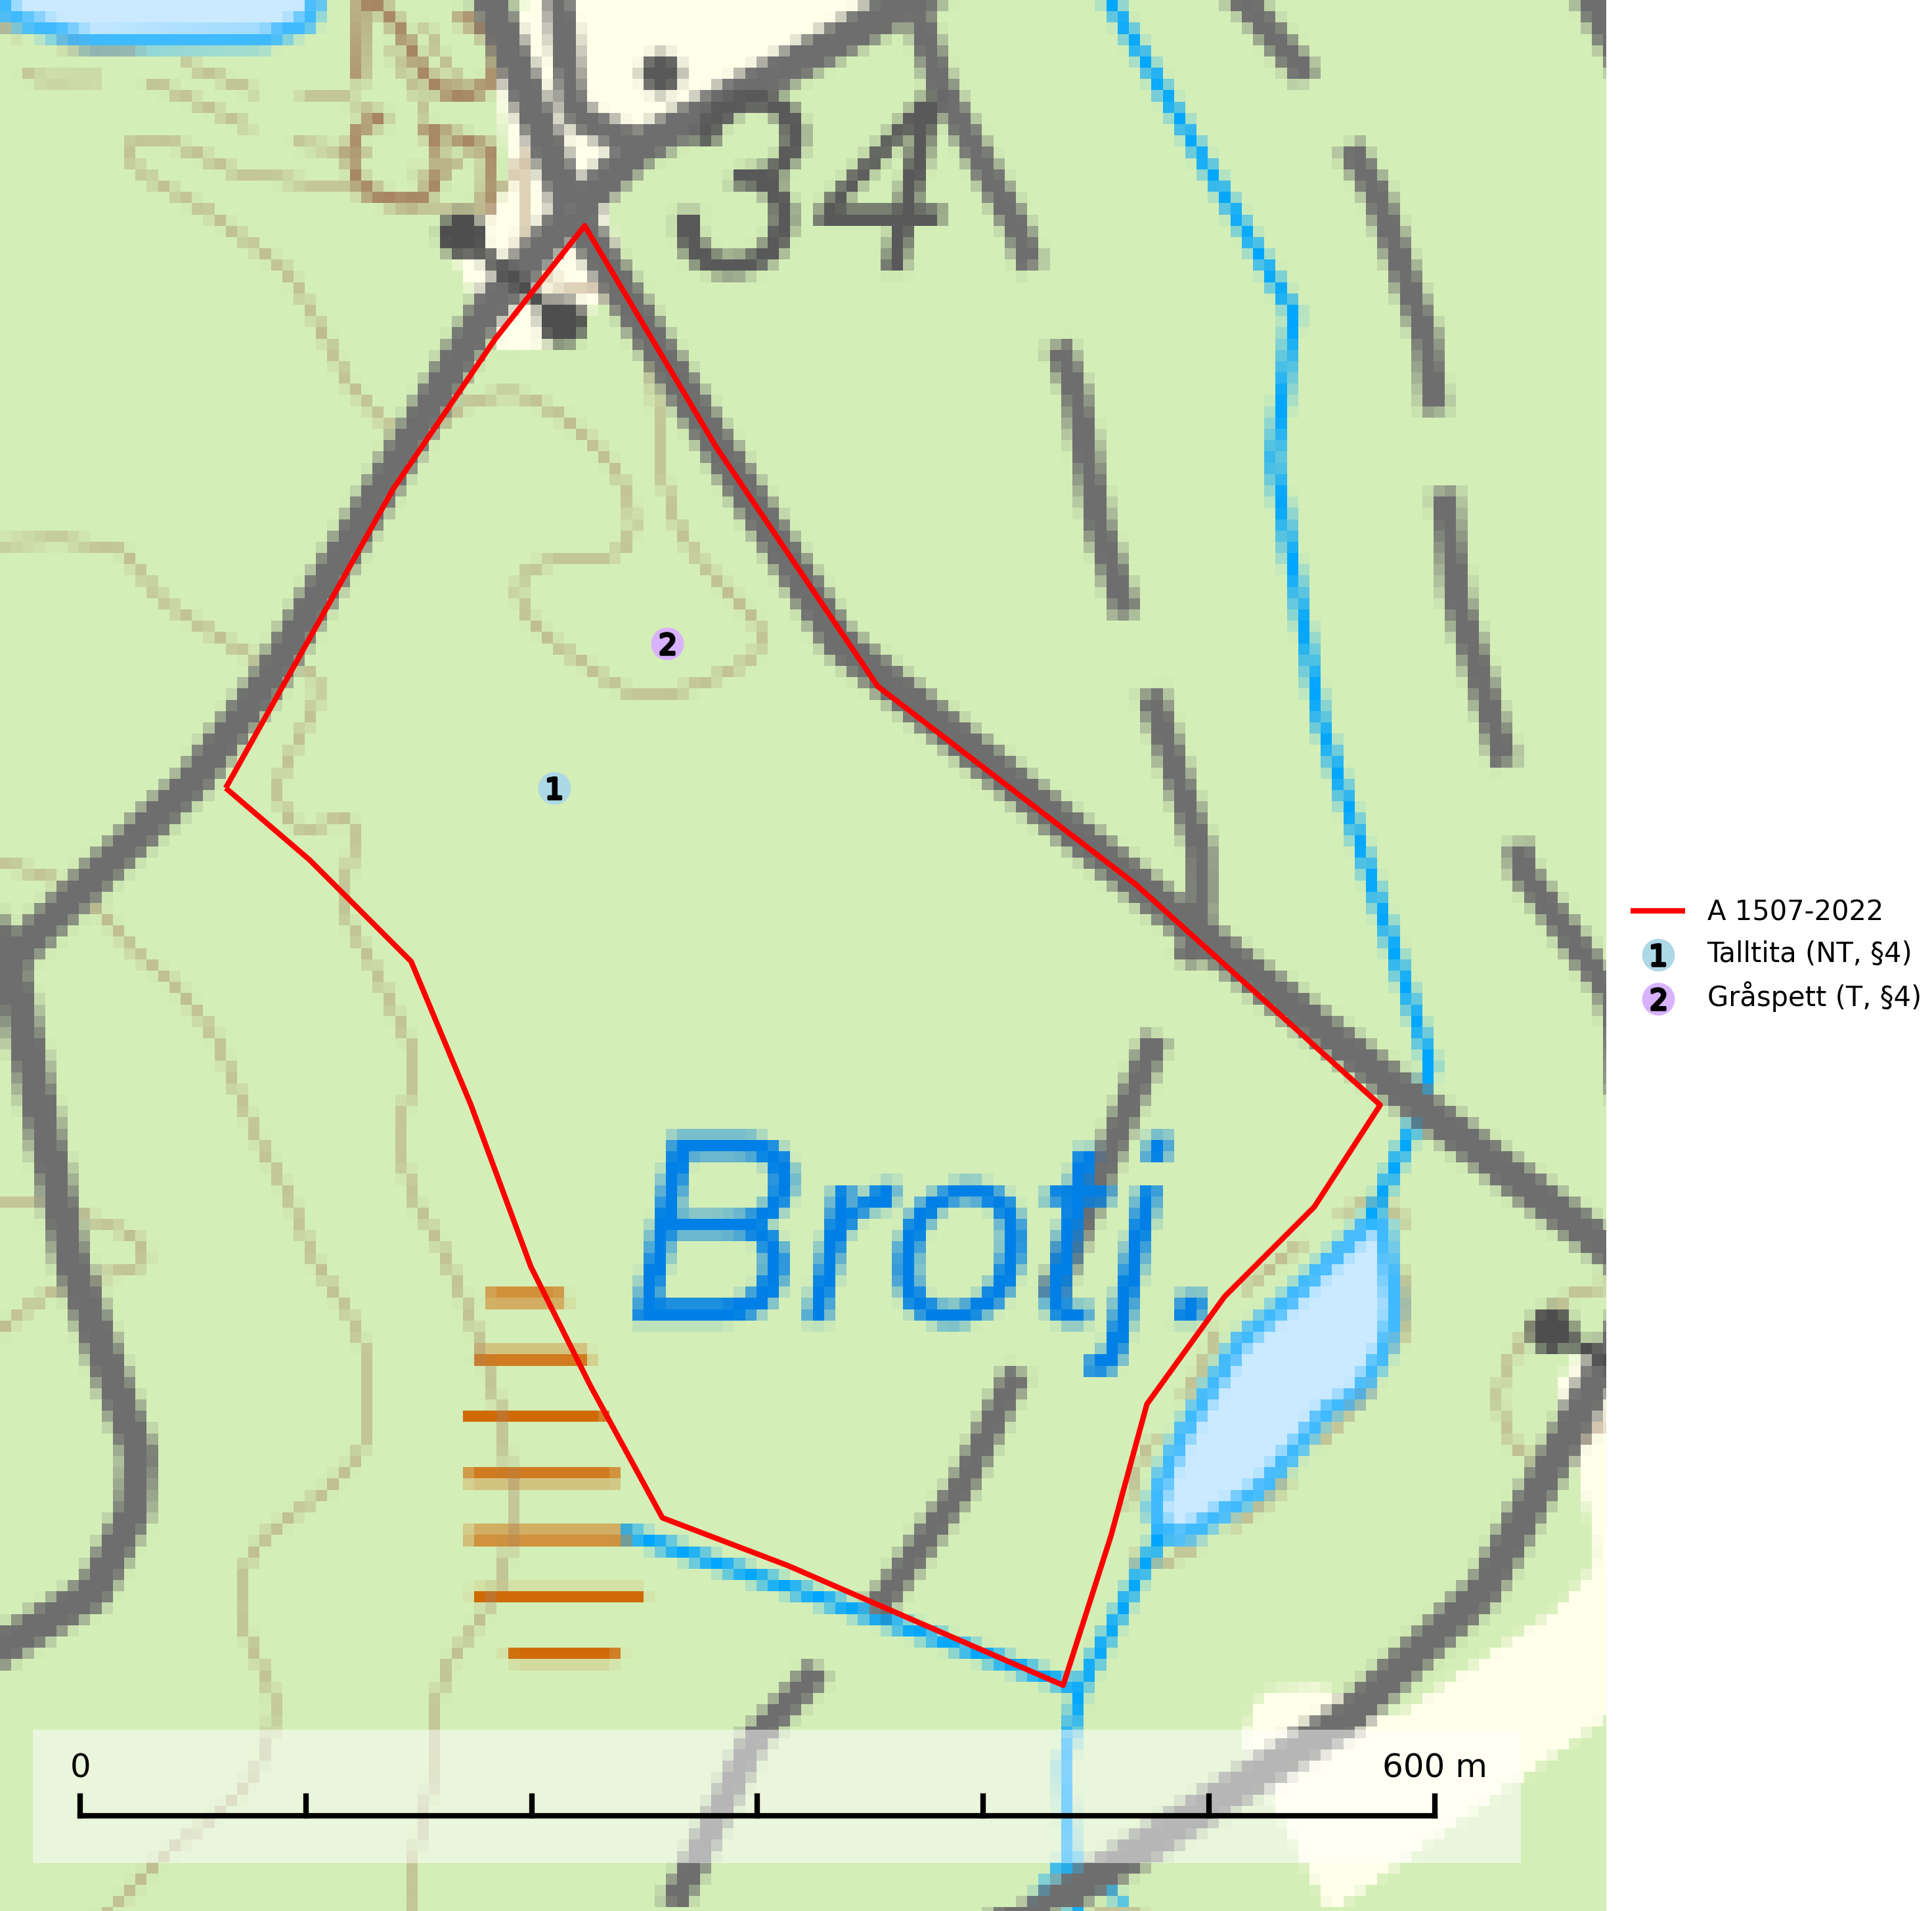 34
2
1
A 1507-2022
1 Talltita (NT, §4)
2 Gråspett (T, §4)
Brotj.
0 600 m